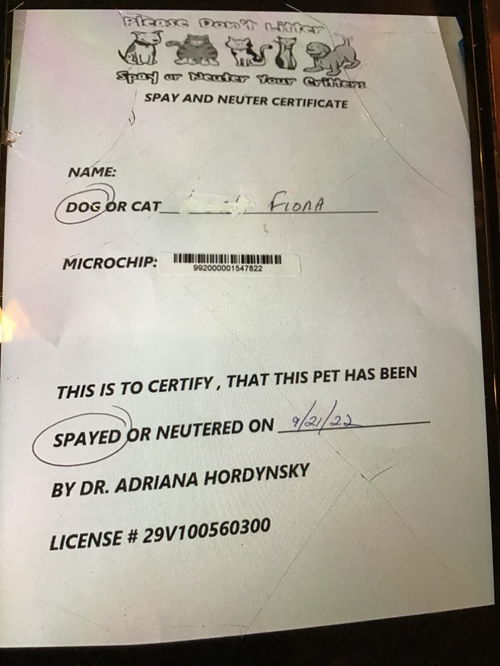 Please Don't Litter
Spay or Neuter Your Critters
SPAY AND NEUTER CERTIFICATE
NAME:
DOG OR CAT Fiona
MICROCHIP:
992000001547822
THIS IS TO CERTIFY , THAT THIS PET HAS BEEN
SPAYED OR NEUTERED ON 9/21/22
BY DR. ADRIANA HORDYNSKY
LICENSE # 29V100560300